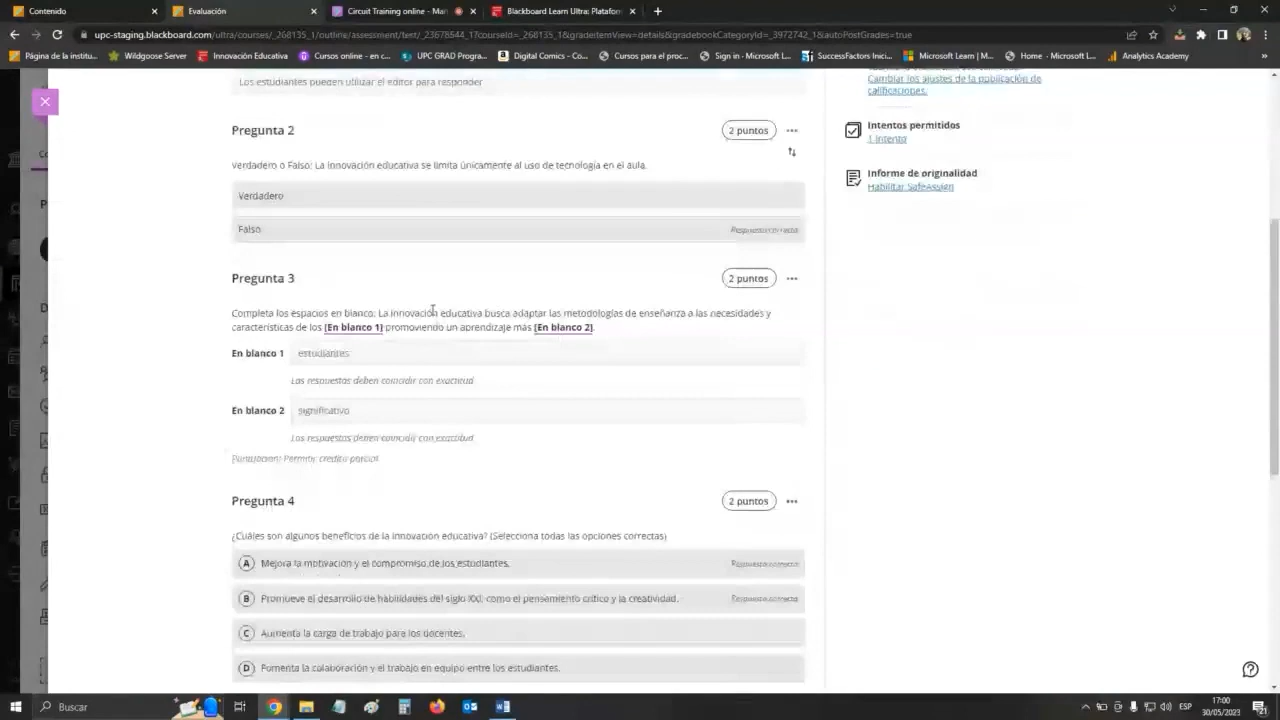 Contenido
Evaluación
Circuit Training online - Man
Blackboard Learn Ultra: Platafor
upc-staging.blackboard.com/ultra/courses/_268135_1/outline/assessment/test/_23678544_1?courseId=_268135_1&gradeitemView=details&gradebookCategoryId=_3972742_1&autoPostGrades=true
Página de la institu...
Wildgoose Server
Innovación Educativa
Cursos online - en c...
UPC GRAD Progra...
Digital Comics - Co...
Cursos para el proc...
Sign in · Microsoft L...
SuccessFactors Inici...
Microsoft Learn | M...
Home - Microsoft L...
Analytics Academy
Los estudiantes pueden utilizar el editor para responder
Cambiar los ajustes de la publicación de
calificaciones.
Intentos permitidos
1 intento
Informe de originalidad
Habilitar SafeAssign
Pregunta 2
2 puntos
Verdadero o Falso: La innovación educativa se limita únicamente al uso de tecnología en el aula.
Verdadero
Falso
Respuesta correcta
Pregunta 3
2 puntos
Completa los espacios en blanco: La innovación educativa busca adaptar las metodologías de enseñanza a las necesidades y
características de los [En blanco 1] promoviendo un aprendizaje más [En blanco 2].
En blanco 1 estudiantes
Las respuestas deben coincidir con exactitud
En blanco 2 significativo
Las respuestas deben coincidir con exactitud
Puntuación: Permitir crédito parcial
Pregunta 4
2 puntos
¿Cuáles son algunos beneficios de la innovación educativa? (Selecciona todas las opciones correctas)
A Mejora la motivación y el compromiso de los estudiantes.
Respuesta correcta
B Promueve el desarrollo de habilidades del siglo XXI, como el pensamiento crítico y la creatividad.
Respuesta correcta
C Aumenta la carga de trabajo para los docentes.
D Fomenta la colaboración y el trabajo en equipo entre los estudiantes.
Buscar
ESP
17:00
30/05/2023